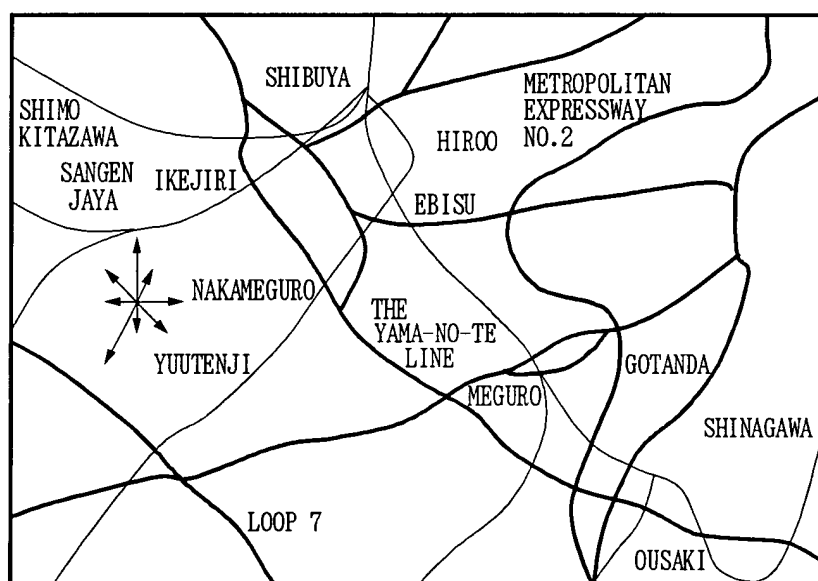 SHIBUYA
METROPOLITAN
EXPRESSWAY
NO.2
SHIMO
KITAZAWA
HIROO
SANGEN
JAYA
IKEJIRI
EBISU
NAKAMEGURO
THE
YAMA-NO-TE
LINE
YUUTENJI
GOTANDA
MEGURO
SHINAGAWA
LOOP 7
OUSAKI